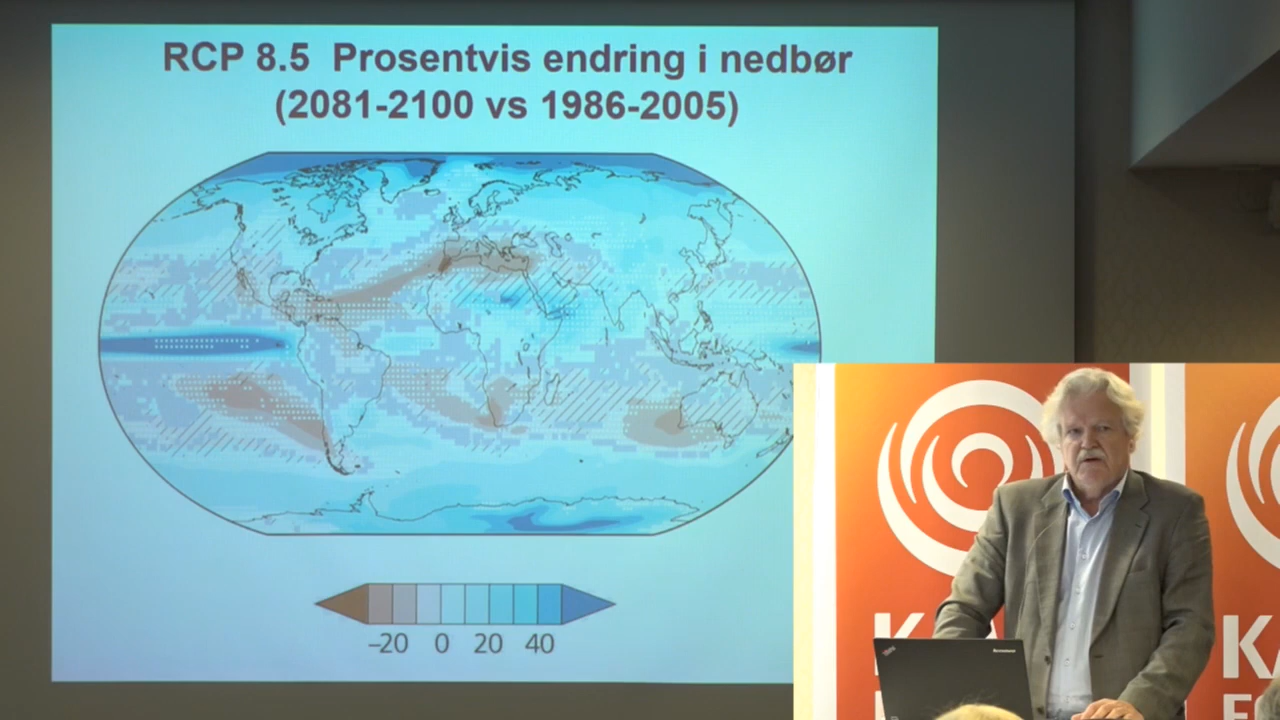 RCP 8.5 Prosentvis endring i nedbør
(2081-2100 vs 1986-2005)
–20 0 20 40